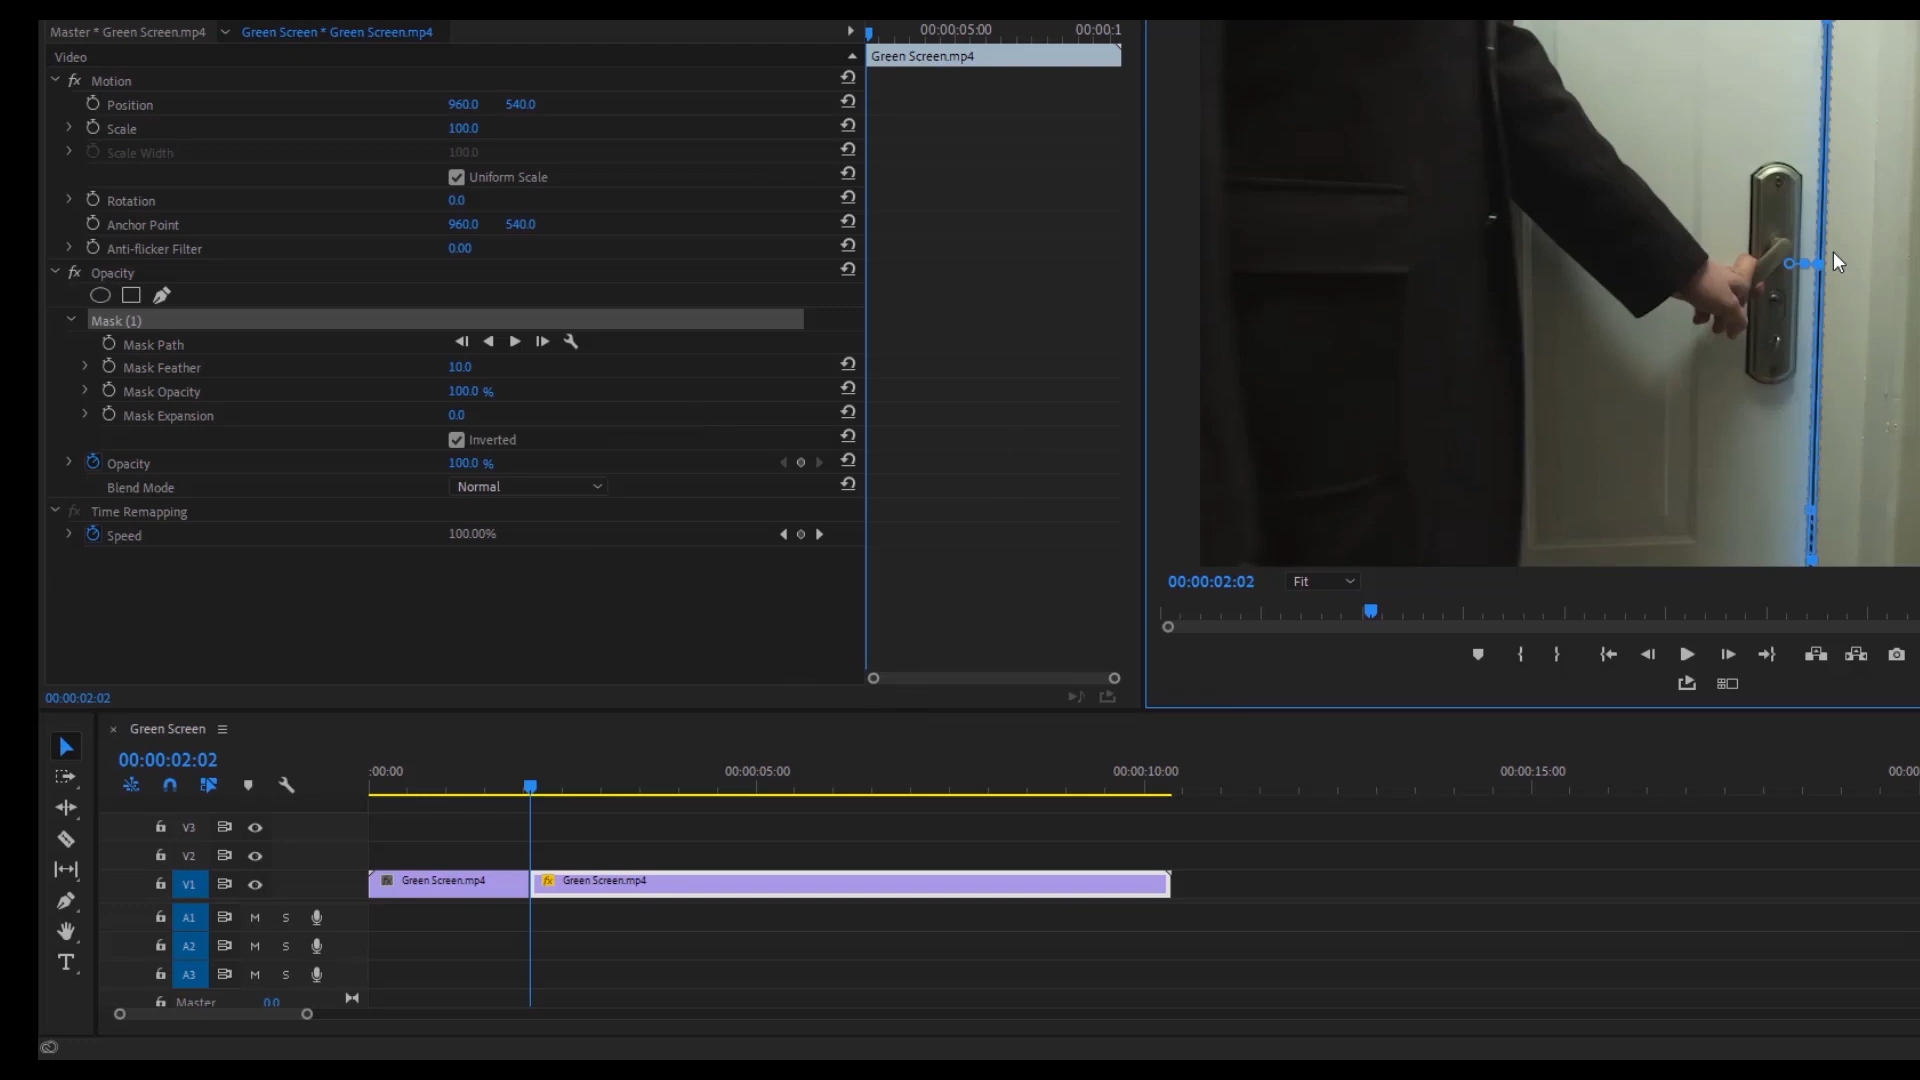 Master * Green Screen.mp4 Green Screen * Green Screen.mp4 00:00:05:00 00:00:1
Video Green Screen.mp4
fx Motion
Position 960.0 540.0
Scale 100.0
Scale Width 100.0
Uniform Scale
Rotation 0.0
Anchor Point 960.0 540.0
Anti-flicker Filter 0.00
fx Opacity
Mask (1)
Mask Path
Mask Feather 10.0
Mask Opacity 100.0 %
Mask Expansion 0.0
Inverted
Opacity 100.0 %
Blend Mode Normal
fx Time Remapping
Speed 100.00%
00:00:02:02 Fit
00:00:02:02
Green Screen
00:00:02:02
:00:00 00:00:05:00 00:00:10:00 00:00:15:00 00:00
V3
V2
V1 fx Green Screen.mp4 fx Green Screen.mp4
A1 M S
A2 M S
A3 M S
Master 0.0